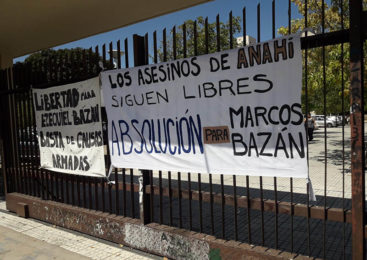 LIBERTAD PARA
EZEQUIEL BAZÁN
BASTA DE CAUSAS
ARMADAS
LOS ASESINOS DE ANAHÍ
SIGUEN LIBRES
ABSOLUCIÓN PARA MARCOS
BAZÁN